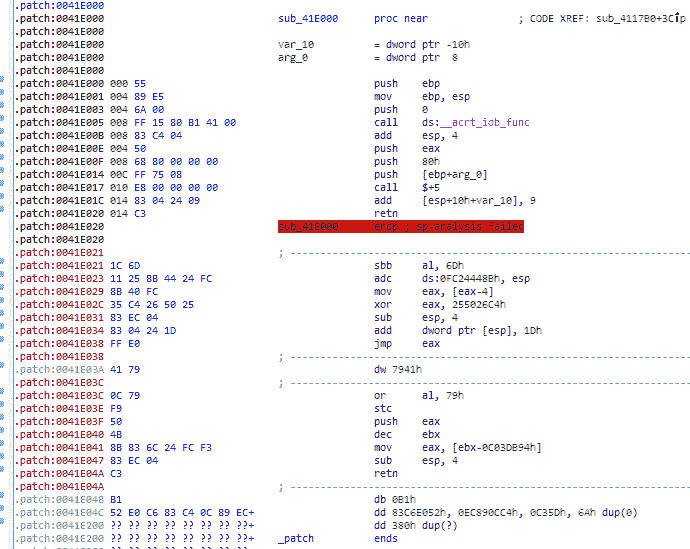 .patch:0041E000
.patch:0041E000 sub_41E000 proc near ; CODE XREF: sub_4117B0+3C↑p
.patch:0041E000
.patch:0041E000 var_10 = dword ptr -10h
.patch:0041E000 arg_0 = dword ptr 8
.patch:0041E000
.patch:0041E000 000 55 push ebp
.patch:0041E001 004 89 E5 mov ebp, esp
.patch:0041E003 004 6A 00 push 0
.patch:0041E005 008 FF 15 80 B1 41 00 call ds:__acrt_iob_func
.patch:0041E00B 008 83 C4 04 add esp, 4
.patch:0041E00E 004 50 push eax
.patch:0041E00F 008 68 80 00 00 00 push 80h
.patch:0041E014 00C FF 75 08 push [ebp+arg_0]
.patch:0041E017 010 E8 00 00 00 00 call $+5
.patch:0041E01C 014 83 04 24 09 add [esp+10h+var_10], 9
.patch:0041E020 014 C3 retn
.patch:0041E020 sub_41E000 endp ; sp-analysis failed
.patch:0041E020
.patch:0041E021 ; ---------------------------------------------------------------------------
.patch:0041E021 1C 6D sbb al, 6Dh
.patch:0041E023 11 25 8B 44 24 FC adc ds:0FC24448Bh, esp
.patch:0041E029 8B 40 FC mov eax, [eax-4]
.patch:0041E02C 35 C4 26 50 25 xor eax, 255026C4h
.patch:0041E031 83 EC 04 sub esp, 4
.patch:0041E034 83 04 24 1D add dword ptr [esp], 1Dh
.patch:0041E038 FF E0 jmp eax
.patch:0041E038 ; ---------------------------------------------------------------------------
.patch:0041E03A 41 79 dw 7941h
.patch:0041E03C ; ---------------------------------------------------------------------------
.patch:0041E03C 0C 79 or al, 79h
.patch:0041E03E F9 stc
.patch:0041E03F 50 push eax
.patch:0041E040 4B dec ebx
.patch:0041E041 8B 83 6C 24 FC F3 mov eax, [ebx-0C03DB94h]
.patch:0041E047 83 EC 04 sub esp, 4
.patch:0041E04A C3 retn
.patch:0041E04A ; ---------------------------------------------------------------------------
.patch:0041E04B B1 db 0B1h
.patch:0041E04C 52 E0 C6 83 C4 0C 89 EC+ dd 83C6E052h, 0EC890CC4h, 0C35Dh, 6Ah dup(0)
.patch:0041E200 ?? ?? ?? ?? ?? ?? ?? ??+ dd 380h dup(?)
.patch:0041E200 ?? ?? ?? ?? ?? ?? ?? ??+ _patch ends